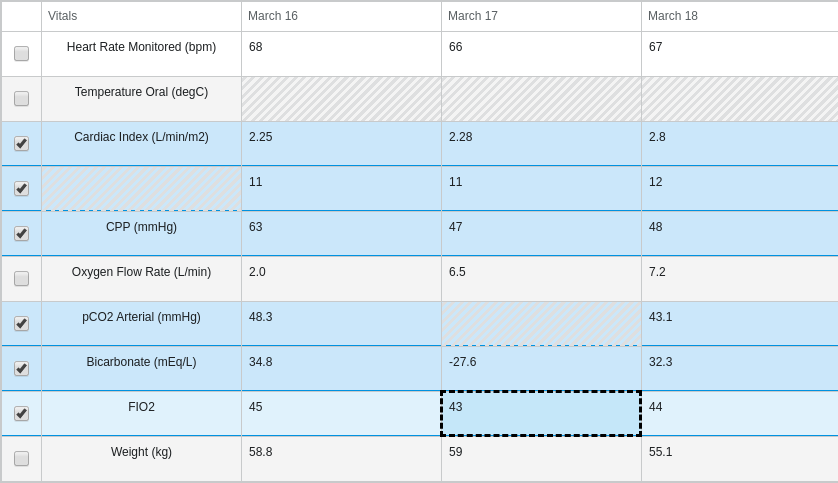 Vitals March 16 March 17 March 18
Heart Rate Monitored (bpm) 68 66 67
Temperature Oral (degC)
Cardiac Index (L/min/m2) 2.25 2.28 2.8
11 11 12
CPP (mmHg) 63 47 48
Oxygen Flow Rate (L/min) 2.0 6.5 7.2
pCO2 Arterial (mmHg) 48.3 43.1
Bicarbonate (mEq/L) 34.8 -27.6 32.3
FIO2 45 43 44
Weight (kg) 58.8 59 55.1